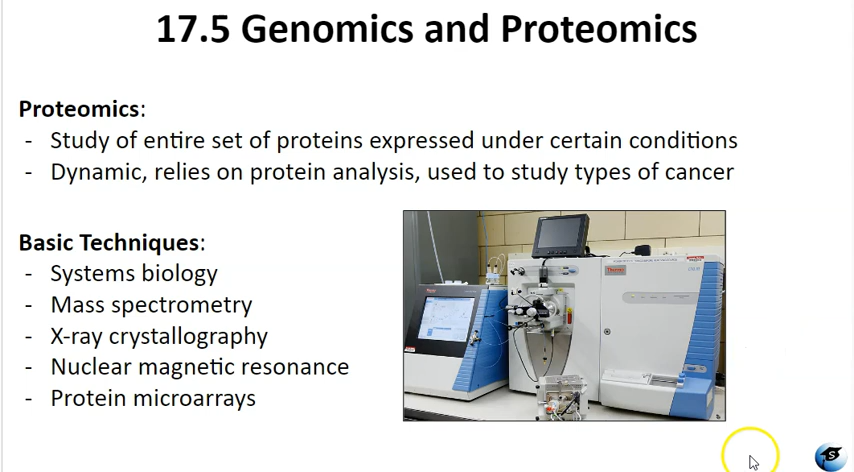 17.5 Genomics and Proteomics
Proteomics:
- Study of entire set of proteins expressed under certain conditions
- Dynamic, relies on protein analysis, used to study types of cancer
Basic Techniques:
- Systems biology
- Mass spectrometry
- X-ray crystallography
- Nuclear magnetic resonance
- Protein microarrays
Thermo
S